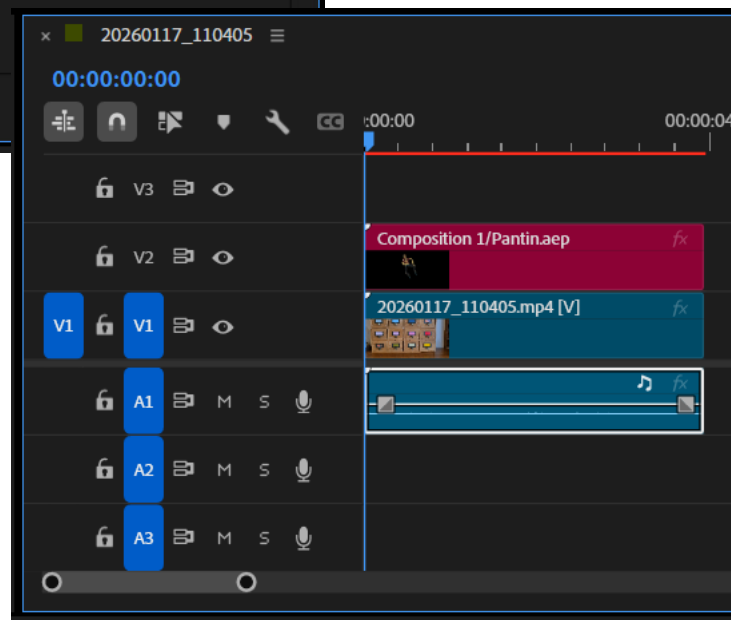 × 20260117_110405
00:00:00:00
CC :00:00 00:00:04
V3
V2 Composition 1/Pantin.aep fx
V1 V1 20260117_110405.mp4 [V] fx
A1 M S fx
A2 M S
A3 M S